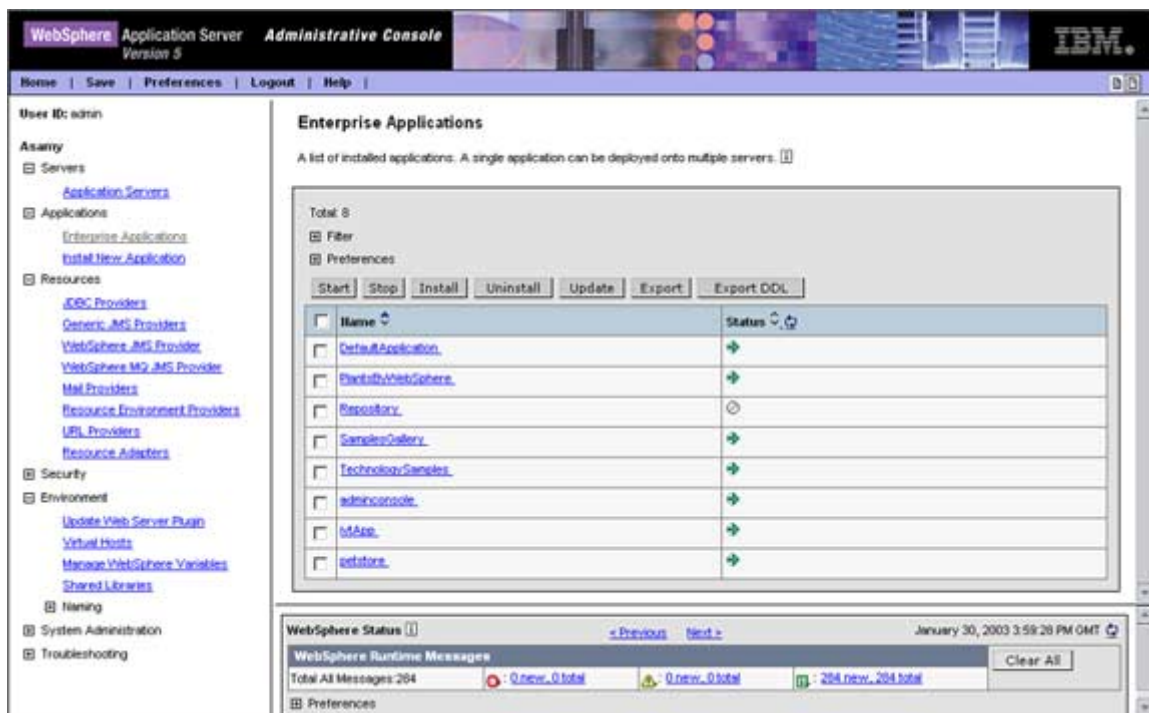 WebSphere Application Server Administrative Console
Version 5
IBM.
Home | Save | Preferences | Logout | Help |
User ID: admin
Asamy
Servers
Application Servers
Applications
Enterprise Applications
Install New Application
Resources
JDBC Providers
Generic JMS Providers
WebSphere JMS Provider
WebSphere MQ JMS Provider
Mail Providers
Resource Environment Providers
URL Providers
Resource Adapters
Security
Environment
Update Web Server Plugin
Virtual Hosts
Manage WebSphere Variables
Shared Libraries
Naming
System Administration
Troubleshooting
Enterprise Applications
A list of installed applications. A single application can be deployed onto multiple servers.
Total: 8
Filter
Preferences
Start Stop Install Uninstall Update Export Export DDL
Name Status
DefaultApplication
PlantsByWebSphere
Repository
SamplesGallery
TechnologySamples
adminconsole
ivtApp
petstore
WebSphere Status < Previous Next > January 30, 2003 3:59:28 PM GMT
WebSphere Runtime Messages
Clear All
Total All Messages:284 : 0 new, 0 total : 0 new, 0 total : 284 new, 284 total
Preferences